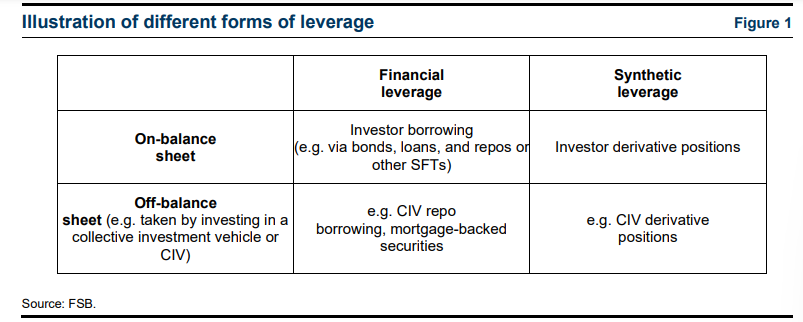 Illustration of different forms of leverage
Figure 1
Financial
leverage
Synthetic
leverage
On-balance
sheet
Investor borrowing
(e.g. via bonds, loans, and repos or
other SFTs)
Investor derivative positions
Off-balance
sheet (e.g. taken by investing in a
collective investment vehicle or
CIV)
e.g. CIV repo
borrowing, mortgage-backed
securities
e.g. CIV derivative
positions
Source: FSB.